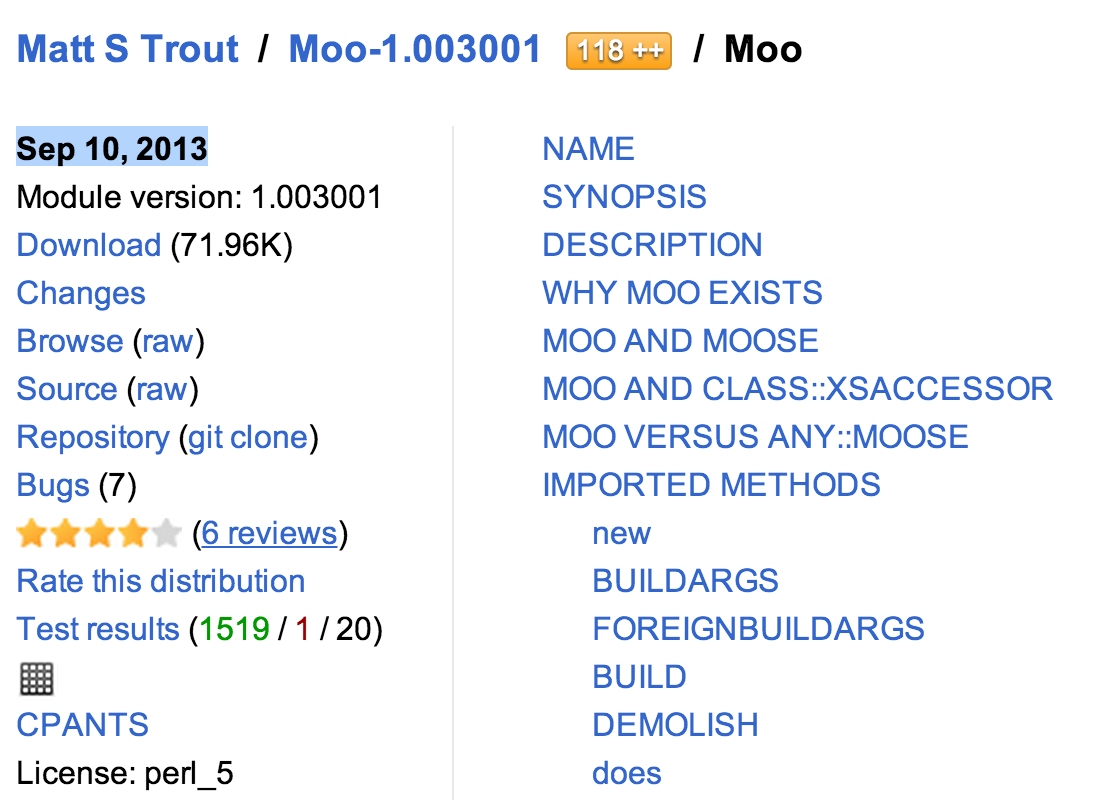 Matt S Trout / Moo-1.003001 118 ++ / Moo
Sep 10, 2013
Module version: 1.003001
Download (71.96K)
Changes
Browse (raw)
Source (raw)
Repository (git clone)
Bugs (7)
(6 reviews)
Rate this distribution
Test results (1519 / 1 / 20)
CPANTS
License: perl_5
NAME
SYNOPSIS
DESCRIPTION
WHY MOO EXISTS
MOO AND MOOSE
MOO AND CLASS::XSACCESSOR
MOO VERSUS ANY::MOOSE
IMPORTED METHODS
new
BUILDARGS
FOREIGNBUILDARGS
BUILD
DEMOLISH
does